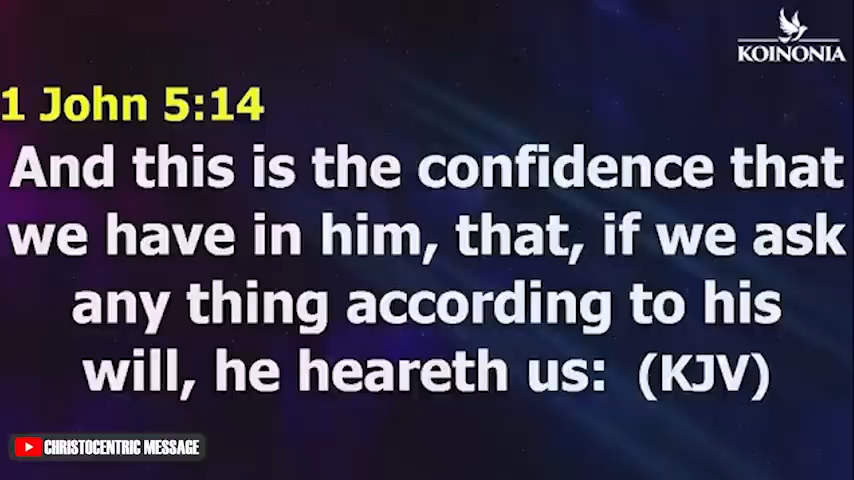 KOINONIA
1 John 5:14
And this is the confidence that
we have in him, that, if we ask
any thing according to his
will, he heareth us: (KJV)
CHRISTOCENTRIC MESSAGE